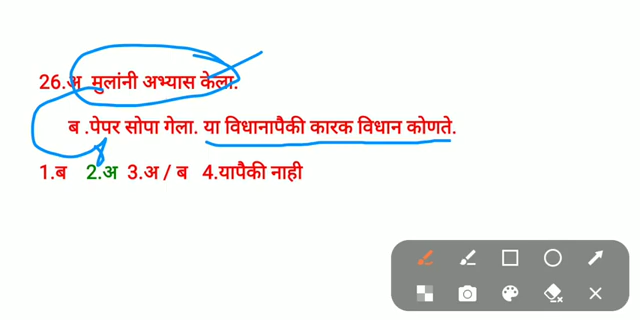 26.अ मुलांनी अभ्यास केला.
ब .पेपर सोपा गेला. या विधानापैकी कारक विधान कोणते.
1.ब 2.अ 3.अ / ब 4.यापैकी नाही